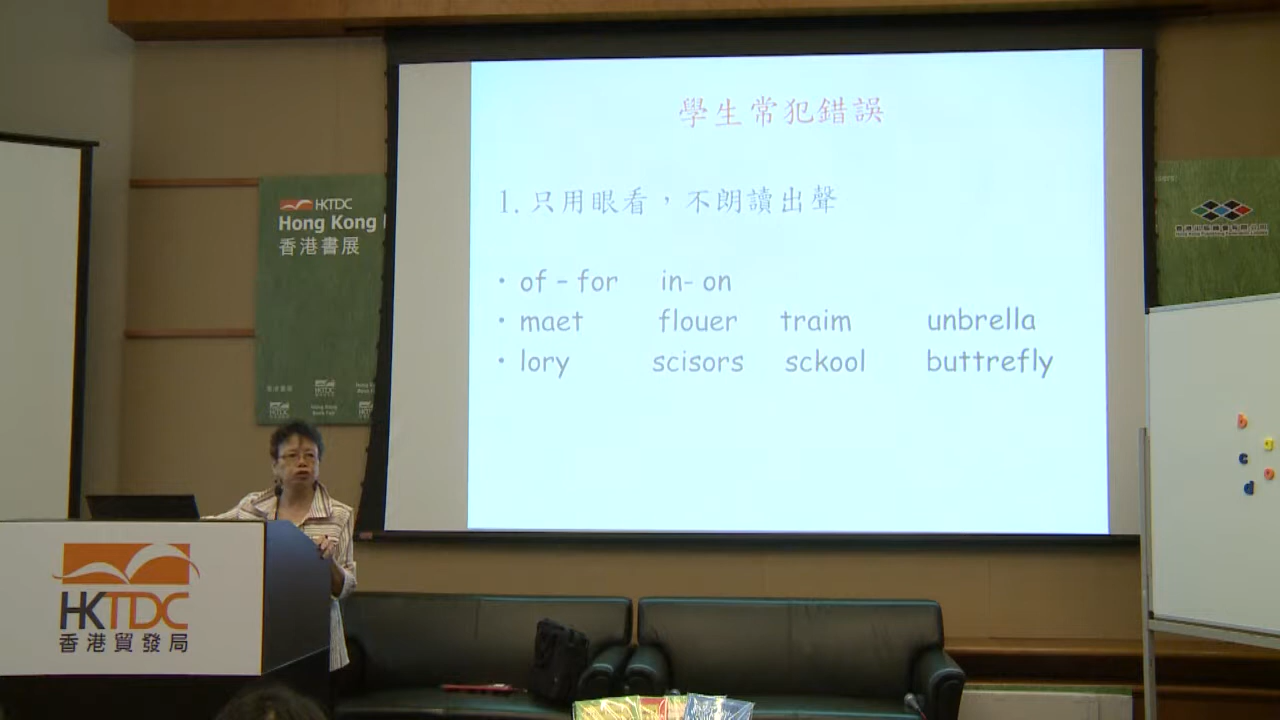 學生常犯錯誤
1. 只用眼看，不朗讀出聲
• of – for in- on
• maet flouer traim unbrella
• lory scisors sckool buttrefly
HKTDC
Hong Kong
香港書展
HKTDC
香港貿發局
b
g
c
o
d